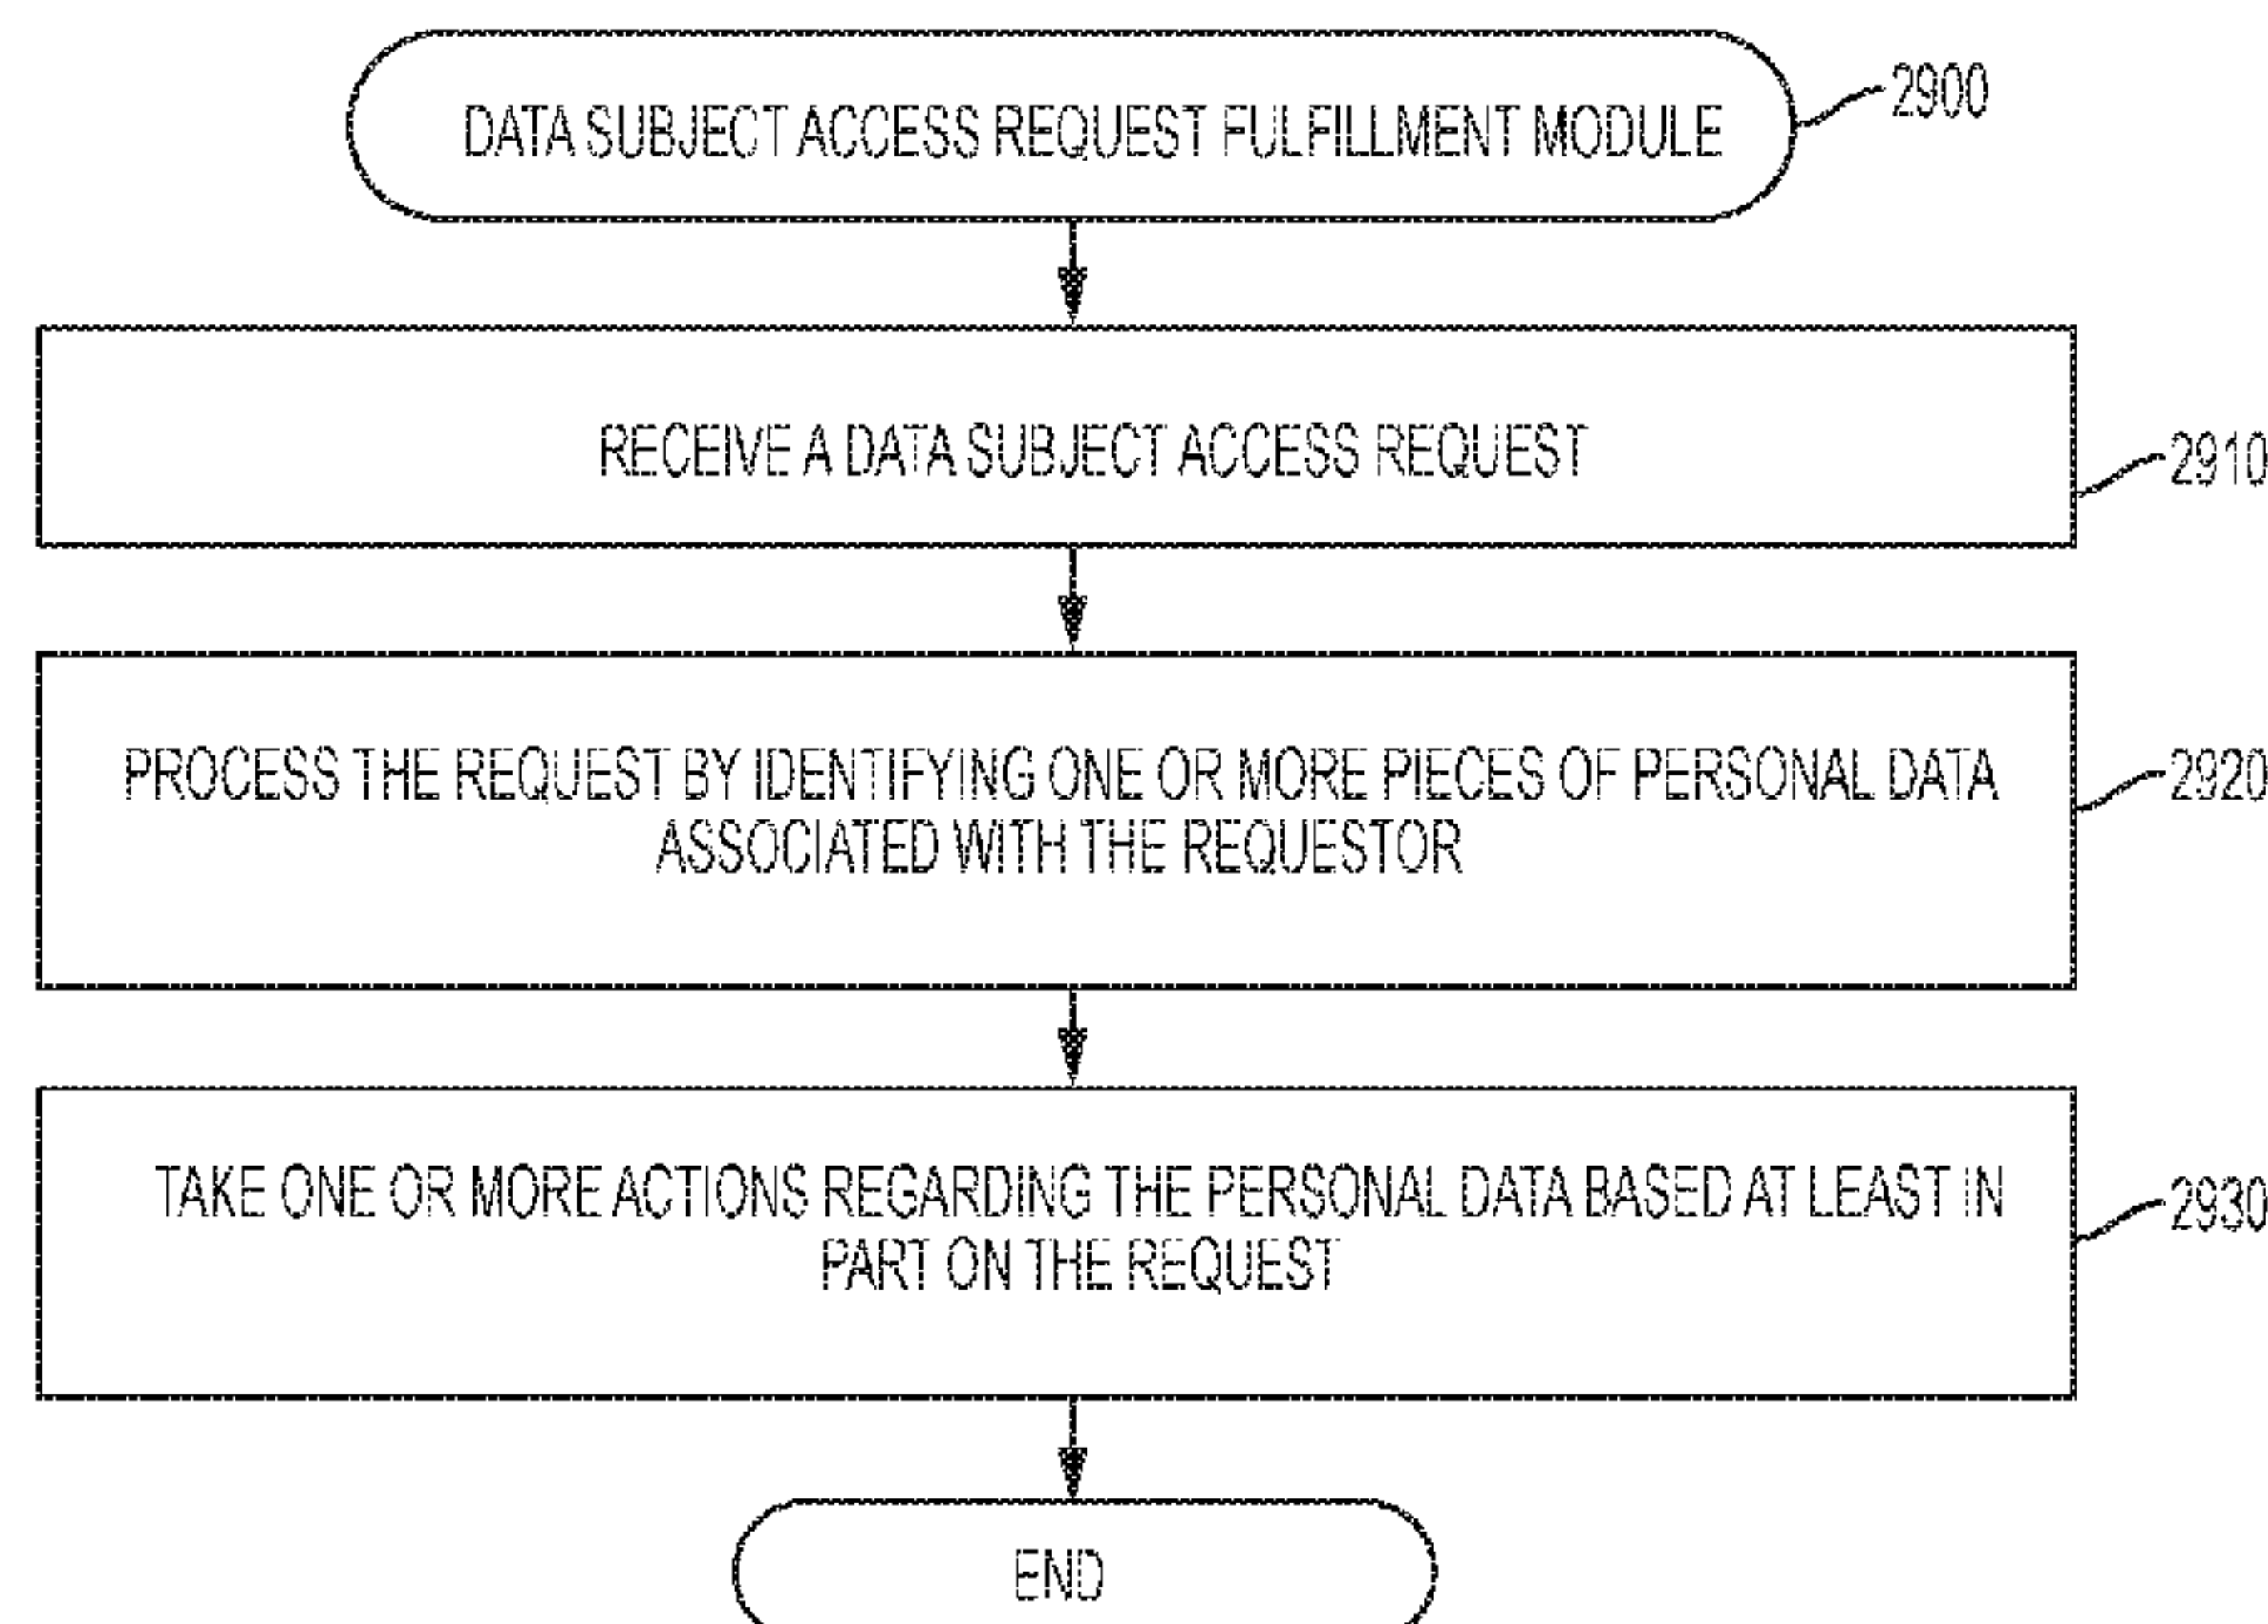 DATA SUBJECT ACCESS REQUEST FULFILLMENT MODULE
2900
RECEIVE A DATA SUBJECT ACCESS REQUEST
2910
PROCESS THE REQUEST BY IDENTIFYING ONE OR MORE PIECES OF PERSONAL DATA
ASSOCIATED WITH THE REQUESTOR
2920
TAKE ONE OR MORE ACTIONS REGARDING THE PERSONAL DATA BASED AT LEAST IN
PART ON THE REQUEST
2930
END